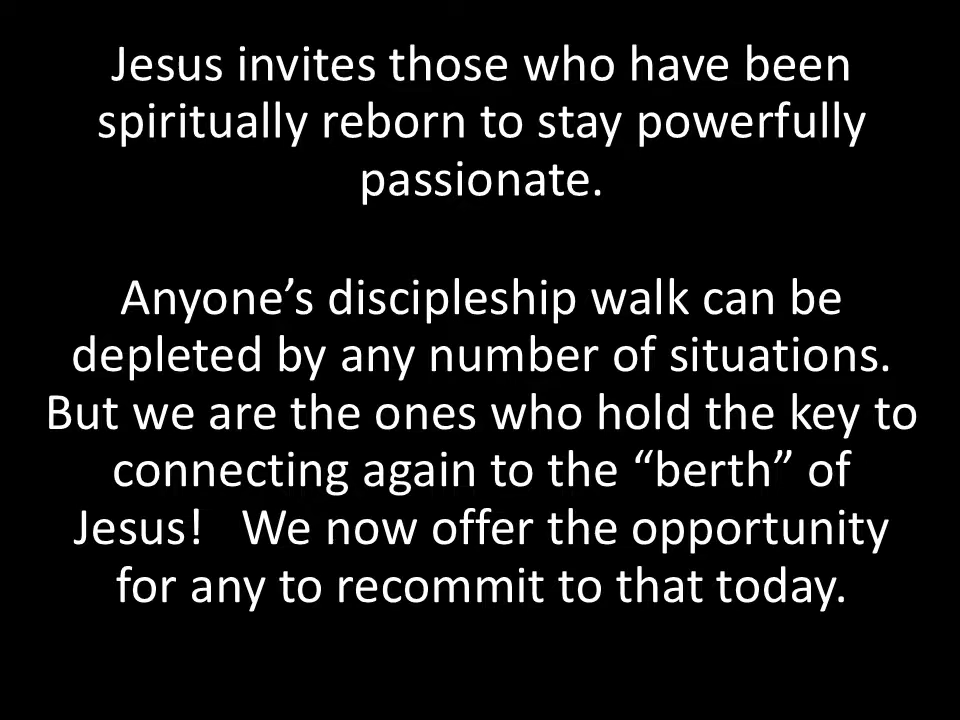 Jesus invites those who have been
spiritually reborn to stay powerfully
passionate.
Anyone’s discipleship walk can be
depleted by any number of situations.
But we are the ones who hold the key to
connecting again to the “berth” of
Jesus!   We now offer the opportunity
for any to recommit to that today.